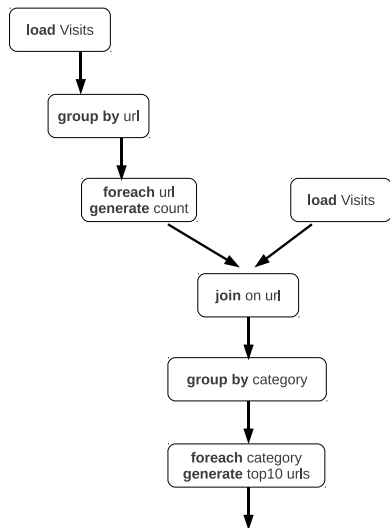 load Visits
group by url
foreach url
generate count
load Visits
join on url
group by category
foreach category
generate top10 urls